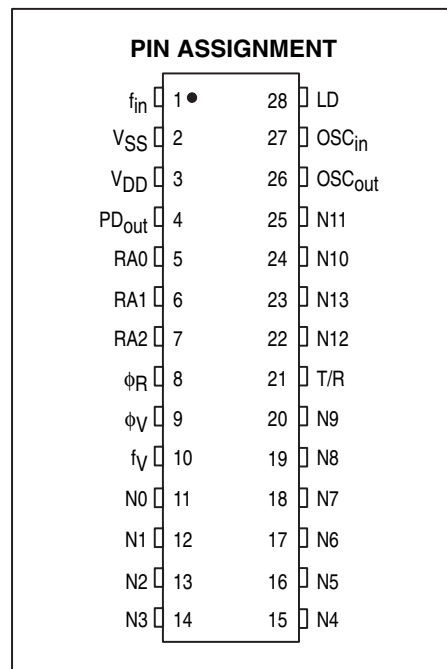 PIN ASSIGNMENT
fin 1 28 LD
VSS 2 27 OSCin
VDD 3 26 OSCout
PDout 4 25 N11
RA0 5 24 N10
RA1 6 23 N13
RA2 7 22 N12
ϕR 8 21 T/R
ϕV 9 20 N9
fV 10 19 N8
N0 11 18 N7
N1 12 17 N6
N2 13 16 N5
N3 14 15 N4